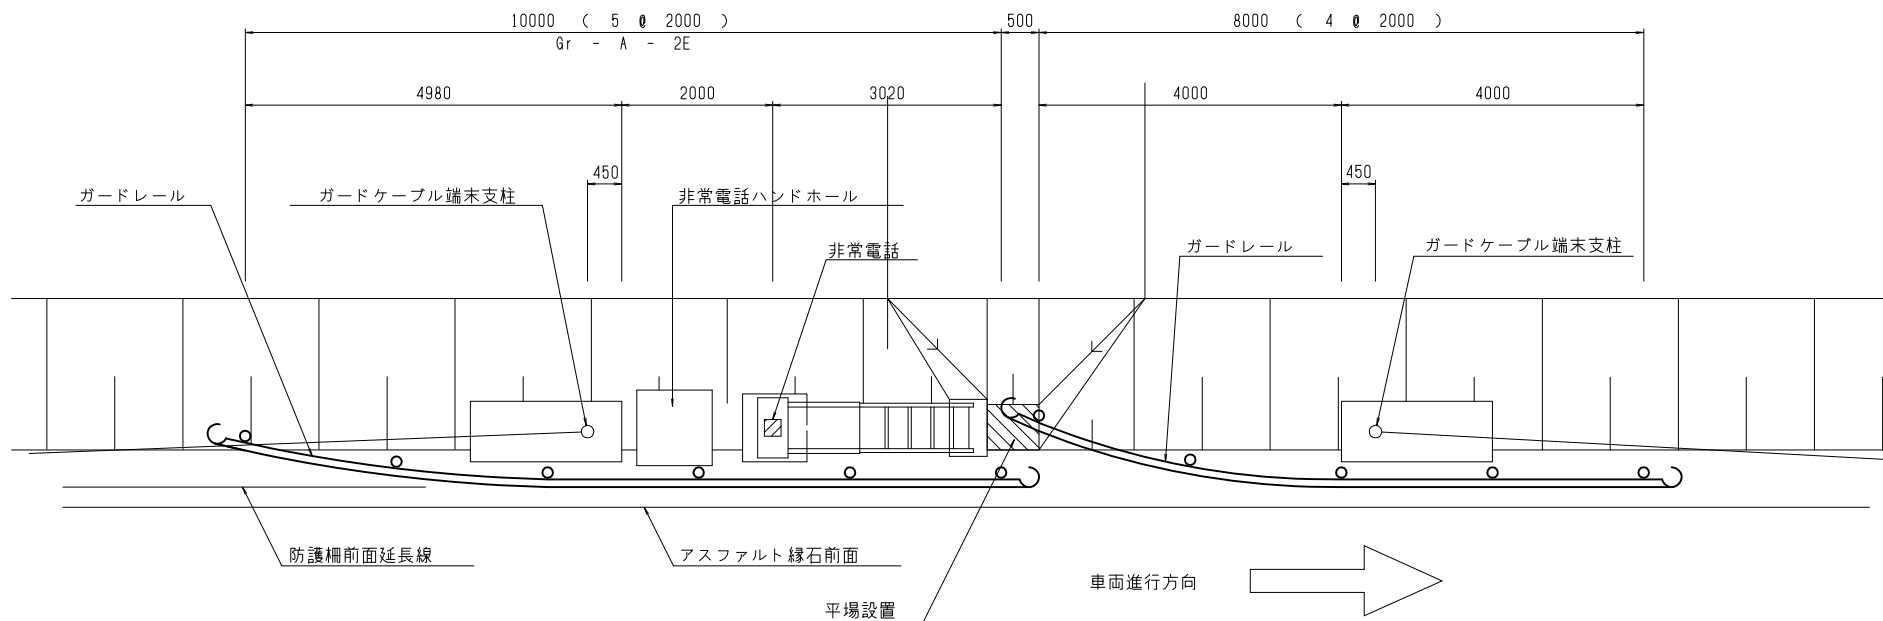 10000 ( 5 @ 2000 )
500
8000 ( 4 @ 2000 )
Gr - A - 2E
4980
2000
3020
4000
4000
450
450
ガードレール
ガードケーブル端末支柱
非常電話ハンドホール
非常電話
ガードレール
ガードケーブル端末支柱
防護柵前面延長線
アスファルト縁石前面
車両進行方向
平場設置